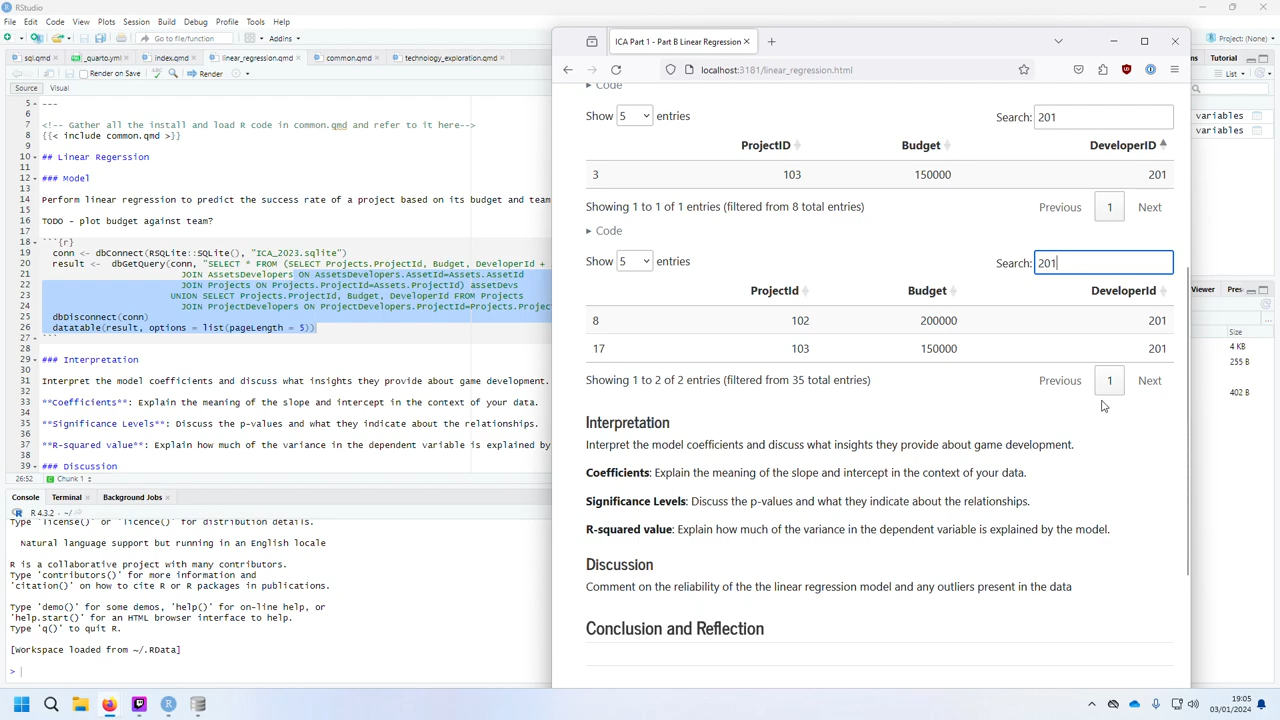 RStudio
File Edit Code View Plots Session Build Debug Profile Tools Help
Go to file/function
Addins
Project: (None)
sql.qmd
_quarto.yml
index.qmd
linear_regression.qmd
common.qmd
technology_exploration.qmd
Render on Save
Render
Source Visual
5 ---
6
7 <!-- Gather all the install and load R code in common.qmd and refer to it here-->
8 {{< include common.qmd >}}
9
10 ## Linear Regerssion
11
12 ### Model
13
14 Perform linear regression to predict the success rate of a project based on its budget and team
15
16 TODO - plot budget against team?
17
18 ```{r}
19 conn <- dbConnect(RSQLite::SQLite(), "ICA_2023.sqlite")
20 result <- dbGetQuery(conn, "SELECT * FROM (SELECT Projects.ProjectId, Budget, DeveloperId +
21 JOIN AssetsDevelopers ON AssetsDevelopers.AssetId=Assets.AssetId
22 JOIN Projects ON Projects.ProjectId=Assets.ProjectId) assetDevs
23 UNION SELECT Projects.ProjectId, Budget, DeveloperId FROM Projects
24 JOIN ProjectDevelopers ON ProjectDevelopers.ProjectId=Projects.Projec
25 dbDisconnect(conn)
26 datatable(result, options = list(pageLength = 5))
27 ```
28
29 ### Interpretation
30
31 Interpret the model coefficients and discuss what insights they provide about game development.
32
33 **Coefficients**: Explain the meaning of the slope and intercept in the context of your data.
34
35 **Significance Levels**: Discuss the p-values and what they indicate about the relationships.
36
37 **R-squared value**: Explain how much of the variance in the dependent variable is explained by
38
39 ### Discussion
26:52 Chunk 1
Console Terminal Background Jobs
R 4.3.2 · ~/
Type 'license()' or 'licence()' for distribution details.
Natural language support but running in an English locale
R is a collaborative project with many contributors.
Type 'contributors()' for more information and
'citation()' on how to cite R or R packages in publications.
Type 'demo()' for some demos, 'help()' for on-line help, or
'help.start()' for an HTML browser interface to help.
Type 'q()' to quit R.
[Workspace loaded from ~/.RData]
>
ICA Part 1 - Part B Linear Regression
localhost:3181/linear_regression.html
Code
Show 5 entries Search: 201
ProjectID Budget DeveloperID
3 103 150000 201
Showing 1 to 1 of 1 entries (filtered from 8 total entries) Previous 1 Next
Code
Show 5 entries Search: 201
ProjectId Budget DeveloperId
8 102 200000 201
17 103 150000 201
Showing 1 to 2 of 2 entries (filtered from 35 total entries) Previous 1 Next
Interpretation
Interpret the model coefficients and discuss what insights they provide about game development.
Coefficients: Explain the meaning of the slope and intercept in the context of your data.
Significance Levels: Discuss the p-values and what they indicate about the relationships.
R-squared value: Explain how much of the variance in the dependent variable is explained by the model.
Discussion
Comment on the reliability of the the linear regression model and any outliers present in the data
Conclusion and Reflection
ns Tutorial
List
variables
variables
Viewer Pres
Size
4 KB
255 B
402 B
19:05
03/01/2024